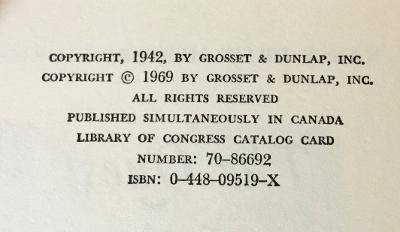 COPYRIGHT, 1942, BY GROSSET & DUNLAP, INC.
COPYRIGHT © 1969 BY GROSSET & DUNLAP, INC.
ALL RIGHTS RESERVED
PUBLISHED SIMULTANEOUSLY IN CANADA
LIBRARY OF CONGRESS CATALOG CARD
NUMBER: 70-86692
ISBN: 0-448-09519-X